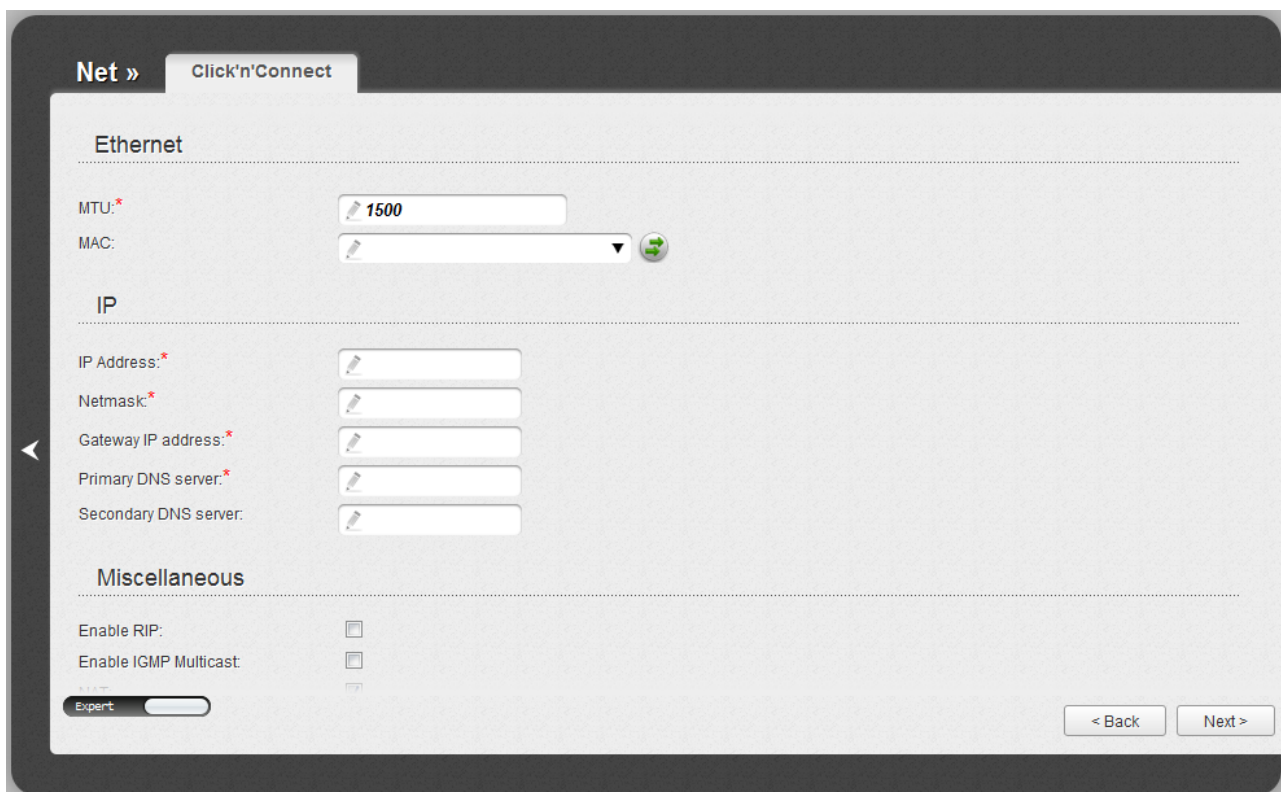 Net »
Click'n'Connect
Ethernet
MTU:* 1500
MAC:
IP
IP Address:*
Netmask:*
Gateway IP address:*
Primary DNS server:*
Secondary DNS server:
Miscellaneous
Enable RIP:
Enable IGMP Multicast:
NAT:
Expert
< Back
Next >